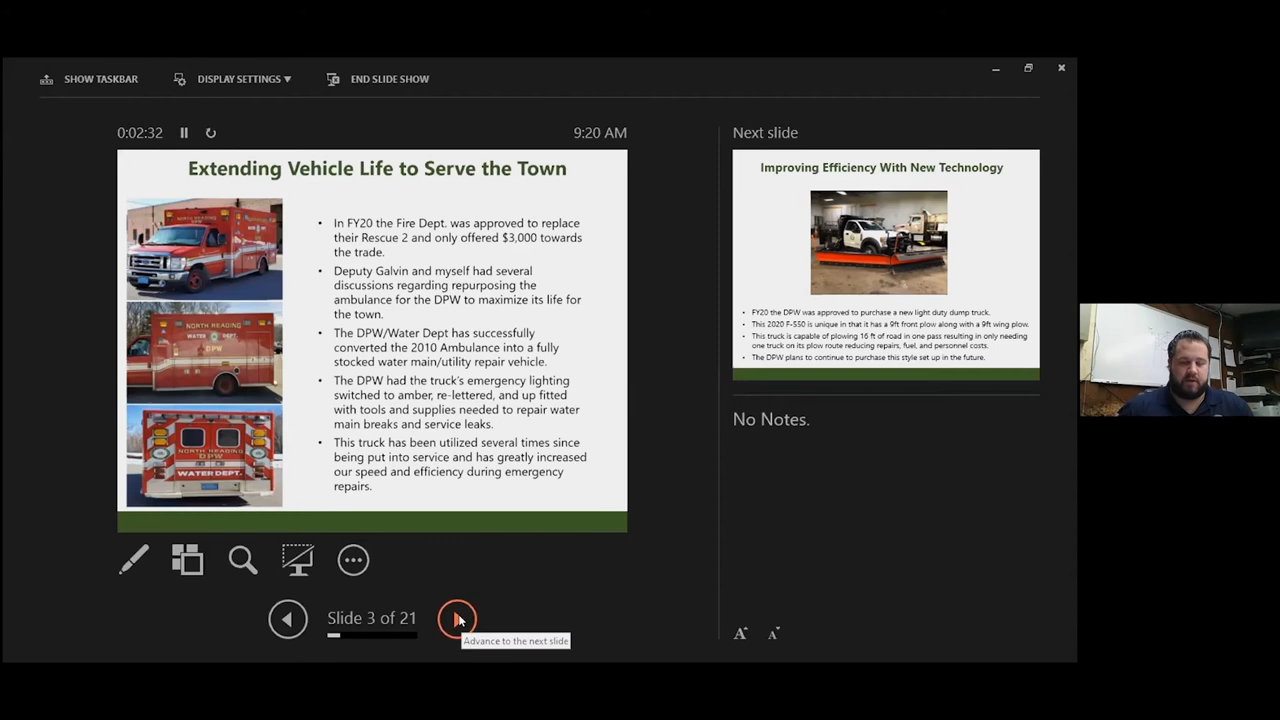 SHOW TASKBAR
DISPLAY SETTINGS ▼
END SLIDE SHOW
0:02:32
9:20 AM
Extending Vehicle Life to Serve the Town
NORTH READING
DPW
NORTH READING
WATER DEPT.
DPW
NORTH READING
DPW
WATER DEPT.
• In FY20 the Fire Dept. was approved to replace
their Rescue 2 and only offered $3,000 towards
the trade.
• Deputy Galvin and myself had several
discussions regarding repurposing the
ambulance for the DPW to maximize its life for
the town.
• The DPW/Water Dept has successfully
converted the 2010 Ambulance into a fully
stocked water main/utility repair vehicle.
• The DPW had the truck's emergency lighting
switched to amber, re-lettered, and up fitted
with tools and supplies needed to repair water
main breaks and service leaks.
• This truck has been utilized several times since
being put into service and has greatly increased
our speed and efficiency during emergency
repairs.
Slide 3 of 21
Advance to the next slide
Next slide
Improving Efficiency With New Technology
• FY20 the DPW was approved to purchase a new light duty dump truck.
• This 2020 F-550 is unique in that it has a 9ft front plow along with a 9ft wing plow.
• This truck is capable of plowing 16 ft of road in one pass resulting in only needing
one truck on its plow route reducing repairs, fuel, and personnel costs.
• The DPW plans to continue to purchase this style set up in the future.
No Notes.
A A